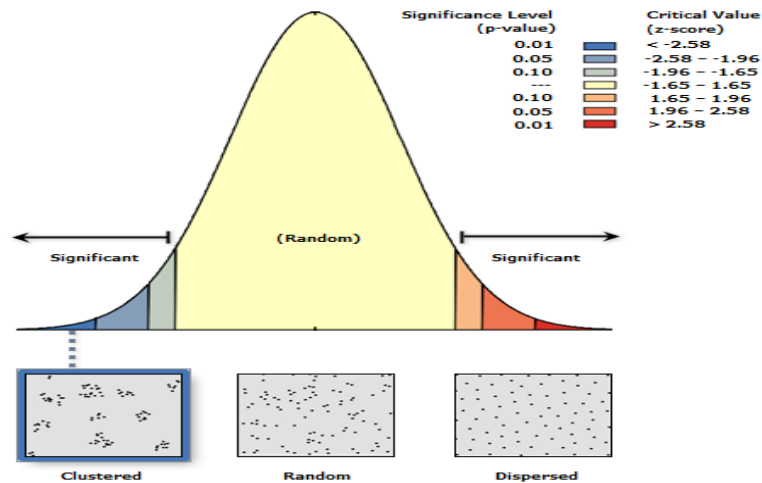 Significance Level Critical Value
(p-value) (z-score)
0.01 < -2.58
0.05 -2.58 – -1.96
0.10 -1.96 – -1.65
--- -1.65 – 1.65
0.10 1.65 – 1.96
0.05 1.96 – 2.58
0.01 > 2.58
(Random)
Significant Significant
Clustered Random Dispersed